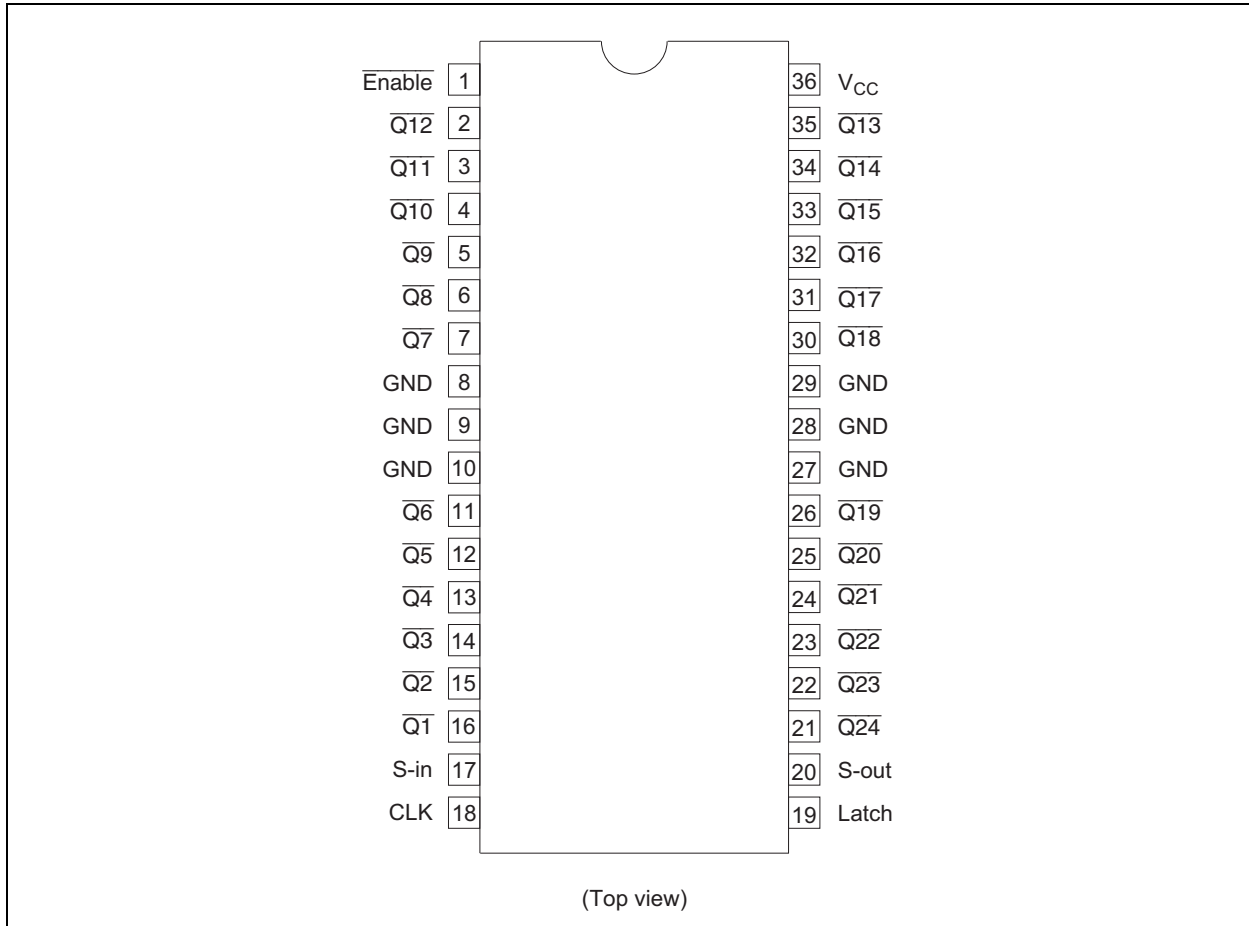 Enable 1 36 VCC
Q12 2 35 Q13
Q11 3 34 Q14
Q10 4 33 Q15
Q9 5 32 Q16
Q8 6 31 Q17
Q7 7 30 Q18
GND 8 29 GND
GND 9 28 GND
GND 10 27 GND
Q6 11 26 Q19
Q5 12 25 Q20
Q4 13 24 Q21
Q3 14 23 Q22
Q2 15 22 Q23
Q1 16 21 Q24
S-in 17 20 S-out
CLK 18 19 Latch
(Top view)